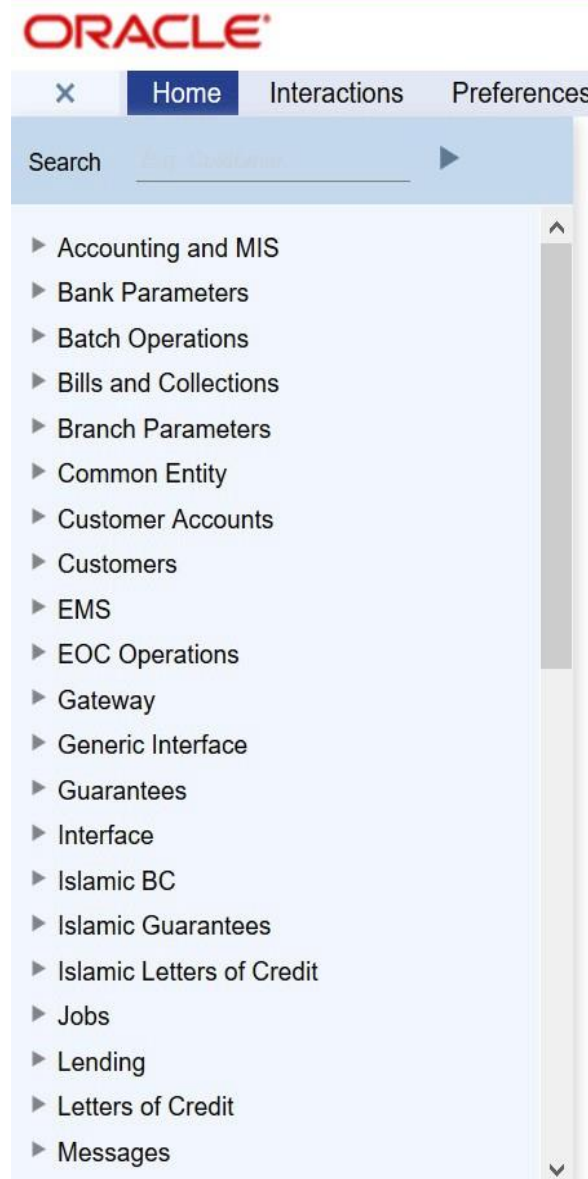 ORACLE
Home Interactions Preferences
Search
Accounting and MIS
Bank Parameters
Batch Operations
Bills and Collections
Branch Parameters
Common Entity
Customer Accounts
Customers
EMS
EOC Operations
Gateway
Generic Interface
Guarantees
Interface
Islamic BC
Islamic Guarantees
Islamic Letters of Credit
Jobs
Lending
Letters of Credit
Messages